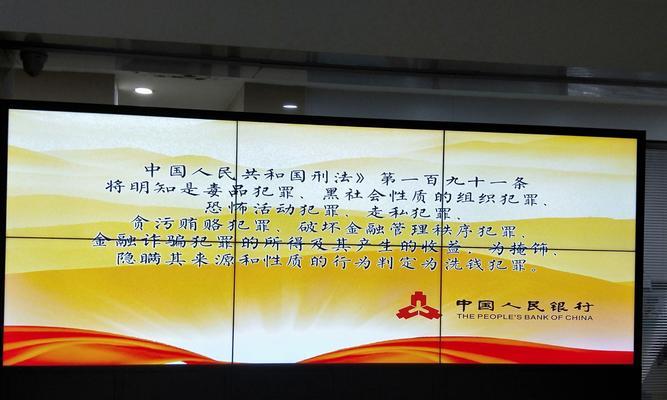 中国人民共和国刑法》第一百九十一条
将明知是毒品犯罪、黑社会性质的组织犯罪、
恐怖活动犯罪、走私犯罪、
贪污贿赂犯罪、破坏金融管理秩序犯罪、
金融诈骗犯罪的所得及其产生的收益，为掩饰、
隐瞒其来源和性质的行为判定为洗钱犯罪。
中国人民银行
THE PEOPLE'S BANK OF CHINA